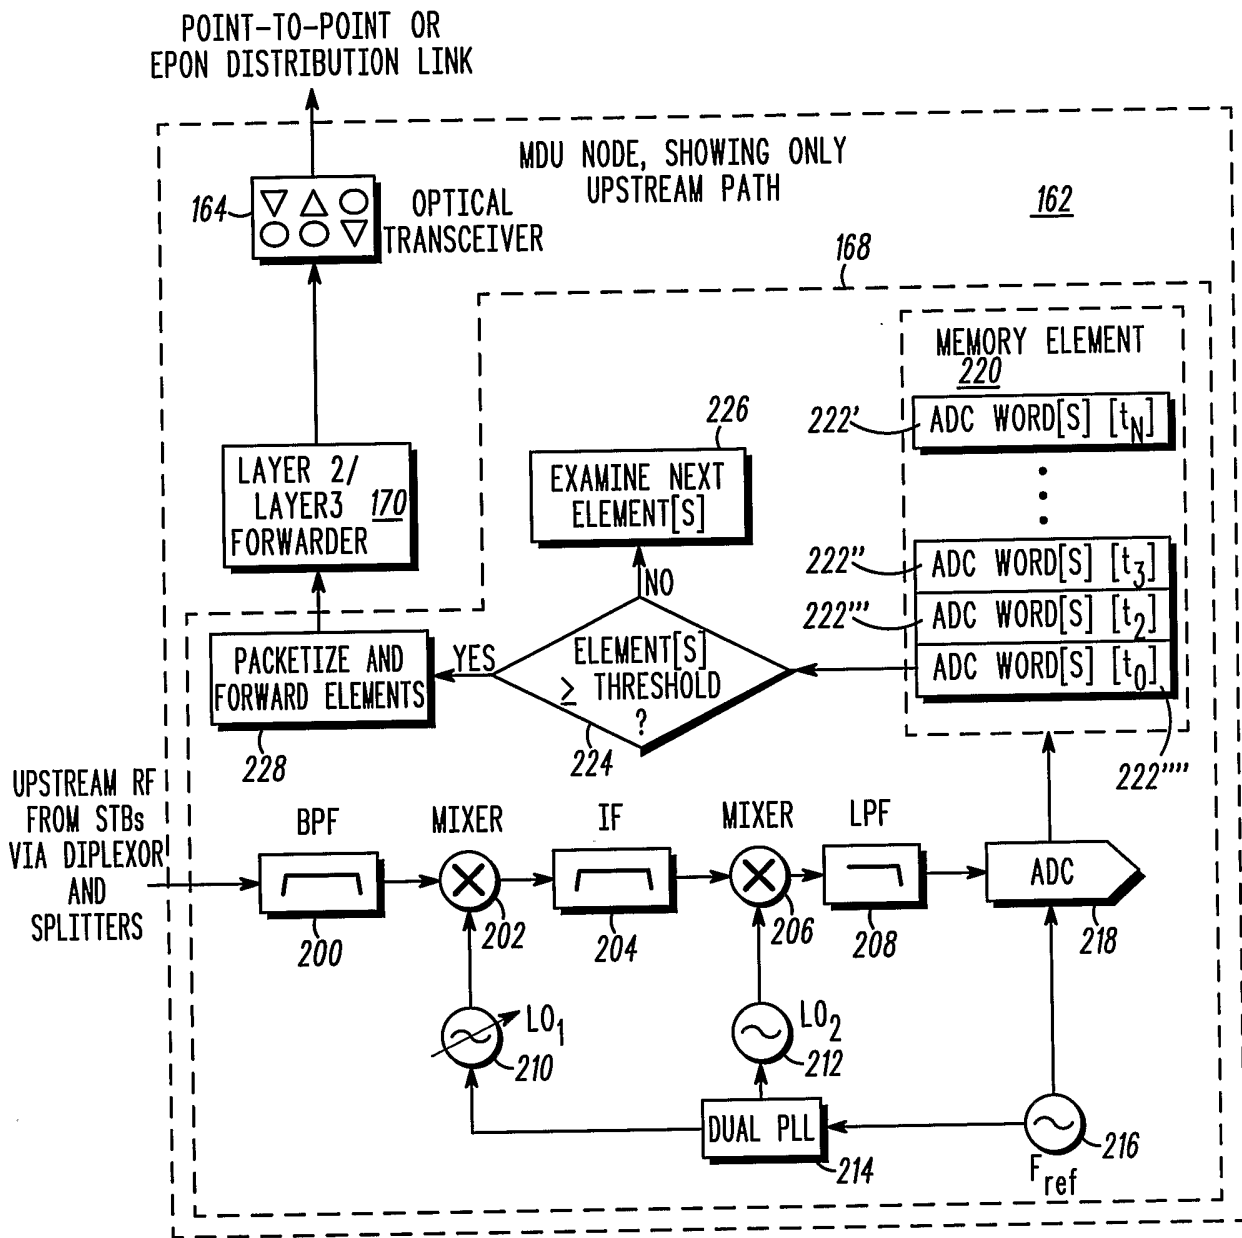 POINT-TO-POINT OR
EPON DISTRIBUTION LINK
MDU NODE, SHOWING ONLY
UPSTREAM PATH
162
164
OPTICAL
TRANSCEIVER
168
MEMORY ELEMENT
220
222'
ADC WORD[S] [tN]
226
EXAMINE NEXT
ELEMENT[S]
LAYER 2/
LAYER3 170
FORWARDER
222''
ADC WORD[S] [t3]
222'''
ADC WORD[S] [t2]
ADC WORD[S] [t0]
222''''
NO
YES
ELEMENT[S]
≥ THRESHOLD
?
224
PACKETIZE AND
FORWARD ELEMENTS
228
UPSTREAM RF
FROM STBs
VIA DIPLEXOR
AND
SPLITTERS
BPF
200
MIXER
202
IF
204
MIXER
206
LPF
208
ADC
218
LO1
210
LO2
212
DUAL PLL
214
216
Fref